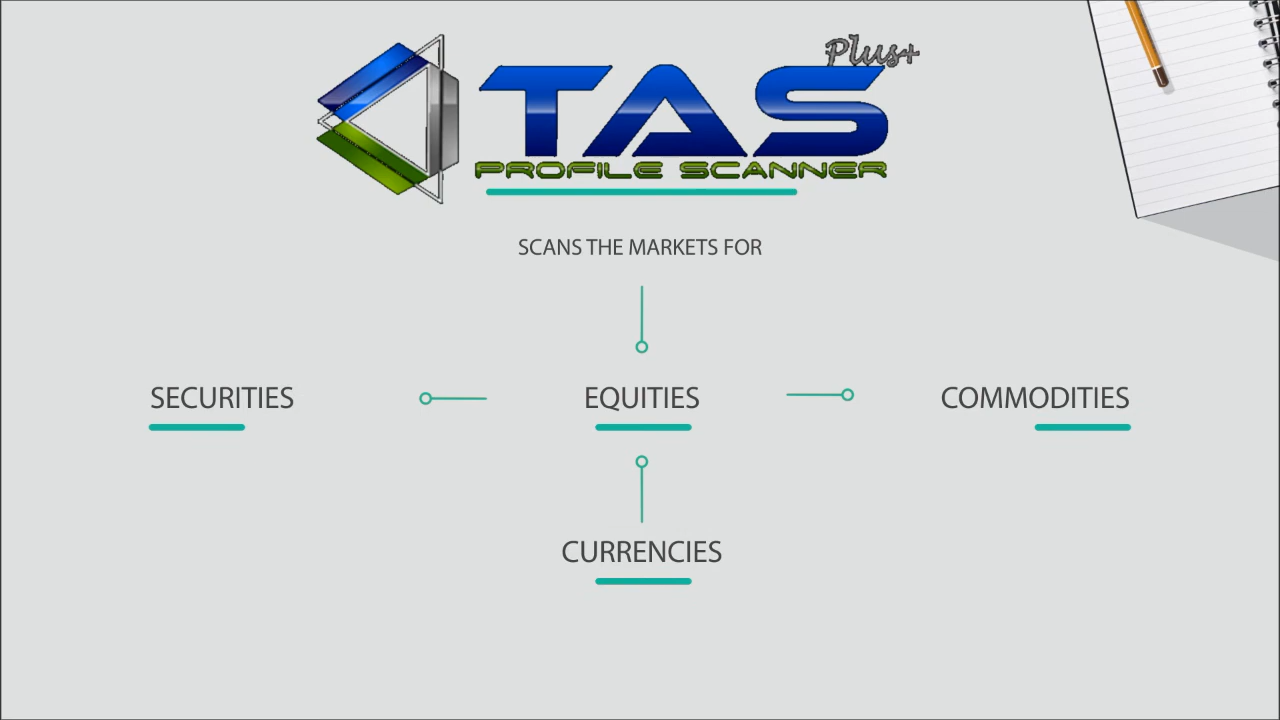 Plus+
TAS
PROFILE SCANNER
SCANS THE MARKETS FOR
SECURITIES
EQUITIES
COMMODITIES
CURRENCIES